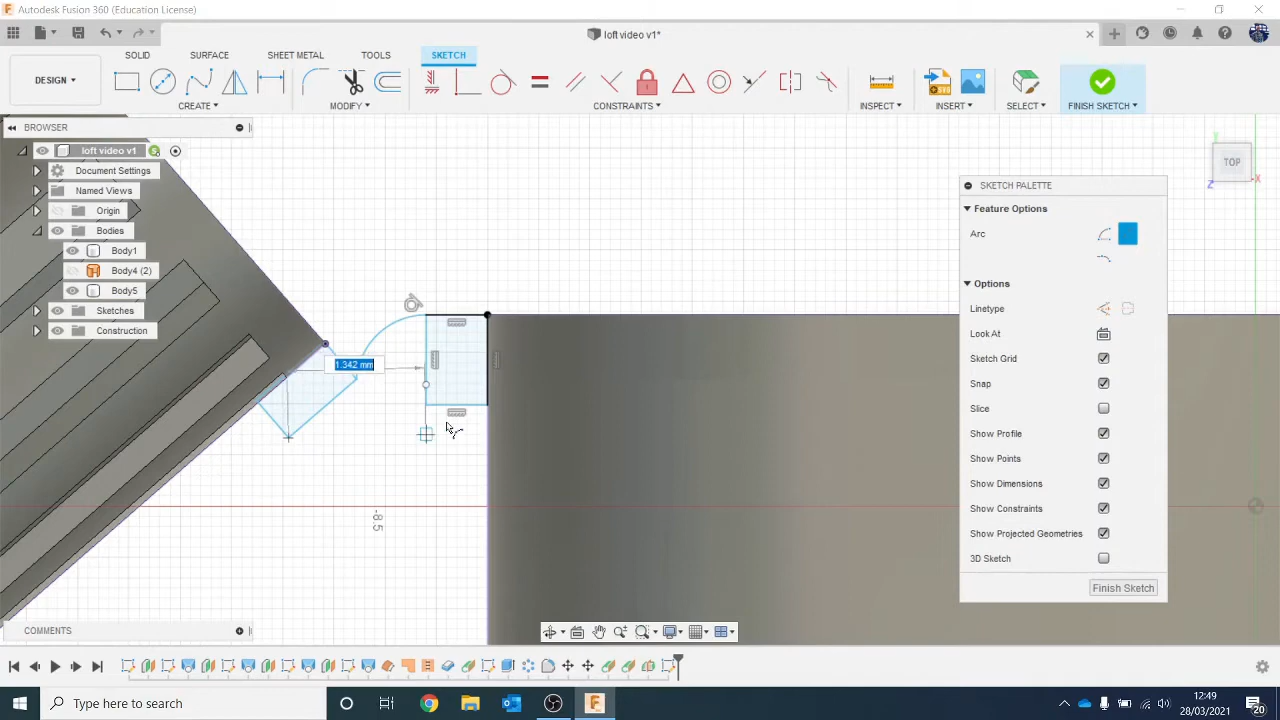 Autodesk Fusion 360 (Education License)
loft video v1*
DESIGN
SOLID
SURFACE
SHEET METAL
TOOLS
SKETCH
CREATE
MODIFY
CONSTRAINTS
INSPECT
INSERT
SELECT
FINISH SKETCH
BROWSER
loft video v1
S
Document Settings
Named Views
Origin
Bodies
Body1
Body4 (2)
Body5
Sketches
Construction
1.342 mm
-8.5
TOP
Y
X
Z
SKETCH PALETTE
Feature Options
Arc
Options
Linetype
Look At
Sketch Grid
Snap
Slice
Show Profile
Show Points
Show Dimensions
Show Constraints
Show Projected Geometries
3D Sketch
Finish Sketch
COMMENTS
Type here to search
12:49
28/03/2021
20